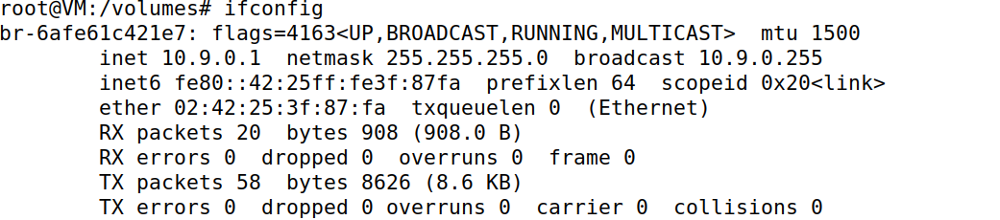 root@VM:/volumes# ifconfig
br-6afe61c421e7: flags=4163<UP,BROADCAST,RUNNING,MULTICAST>  mtu 1500
        inet 10.9.0.1  netmask 255.255.255.0  broadcast 10.9.0.255
        inet6 fe80::42:25ff:fe3f:87fa  prefixlen 64  scopeid 0x20<link>
        ether 02:42:25:3f:87:fa  txqueuelen 0  (Ethernet)
        RX packets 20  bytes 908 (908.0 B)
        RX errors 0  dropped 0  overruns 0  frame 0
        TX packets 58  bytes 8626 (8.6 KB)
        TX errors 0  dropped 0 overruns 0  carrier 0  collisions 0